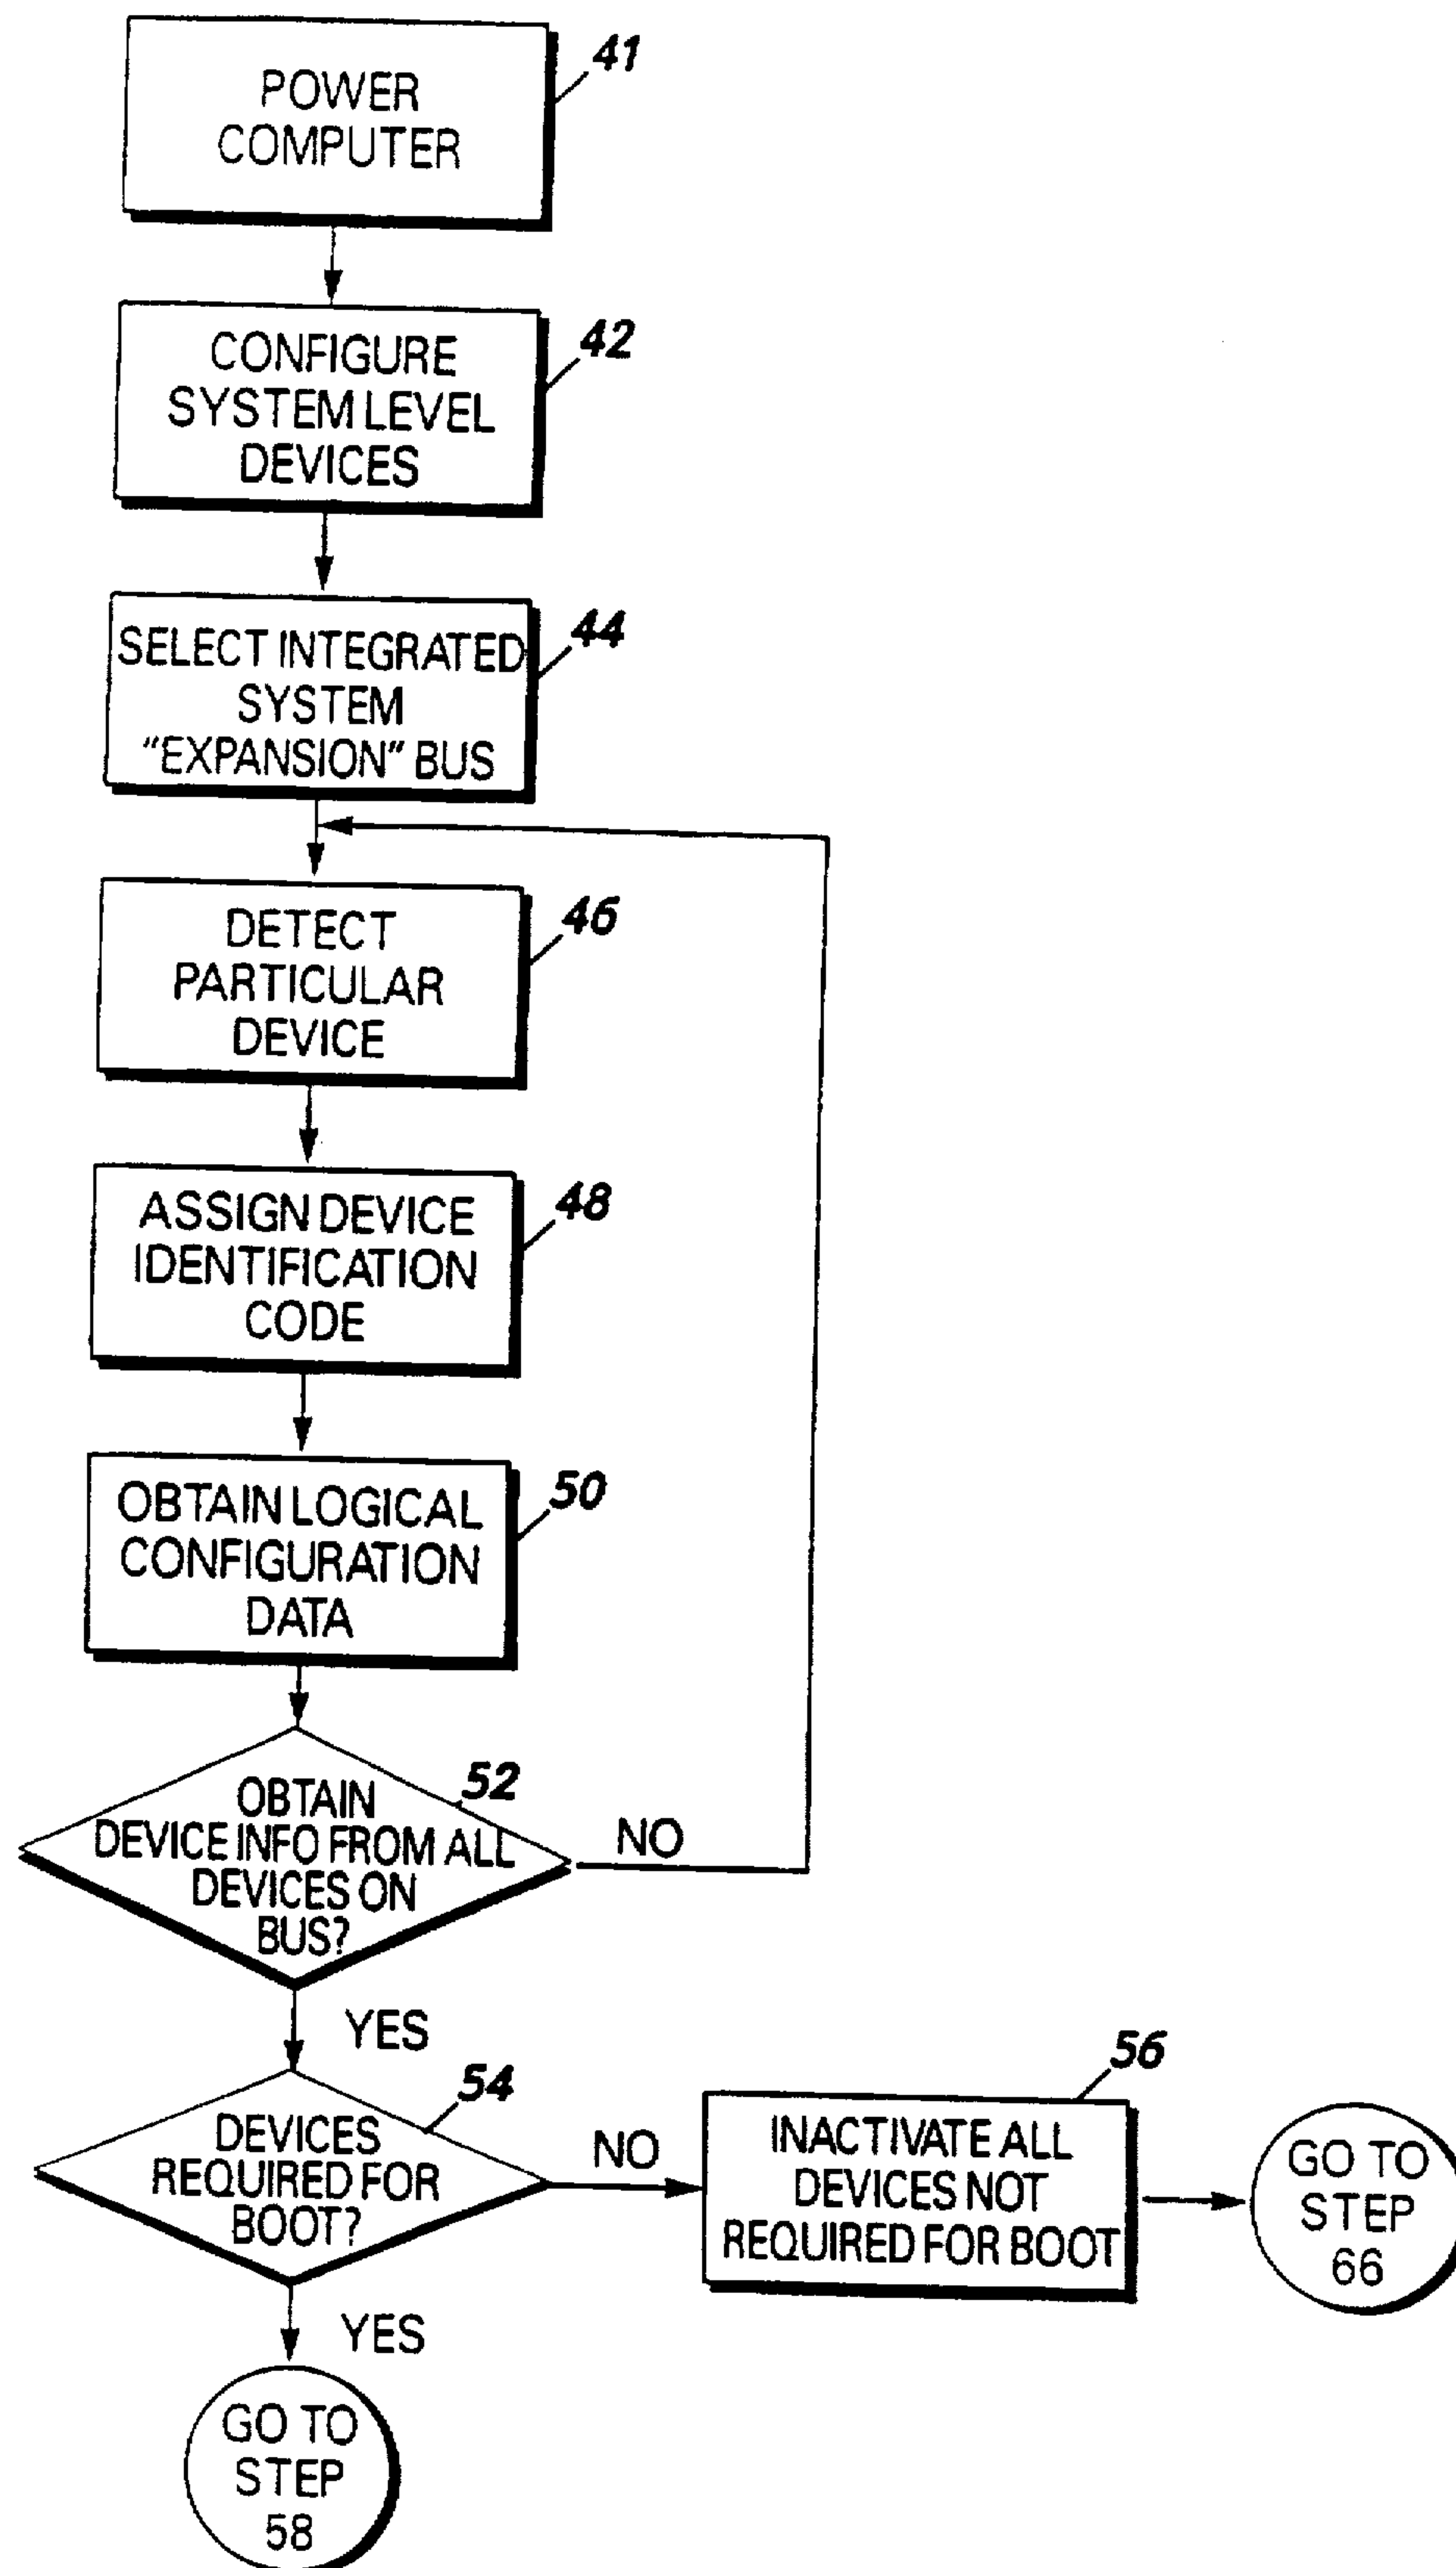 POWER
COMPUTER
41
CONFIGURE
SYSTEM LEVEL
DEVICES
42
SELECT INTEGRATED
SYSTEM
"EXPANSION" BUS
44
DETECT
PARTICULAR
DEVICE
46
ASSIGN DEVICE
IDENTIFICATION
CODE
48
OBTAIN LOGICAL
CONFIGURATION
DATA
50
OBTAIN
DEVICE INFO FROM ALL
DEVICES ON
BUS?
52
NO
YES
DEVICES
REQUIRED FOR
BOOT?
54
NO
INACTIVATE ALL
DEVICES NOT
REQUIRED FOR BOOT
56
GO TO
STEP
66
YES
GO TO
STEP
58